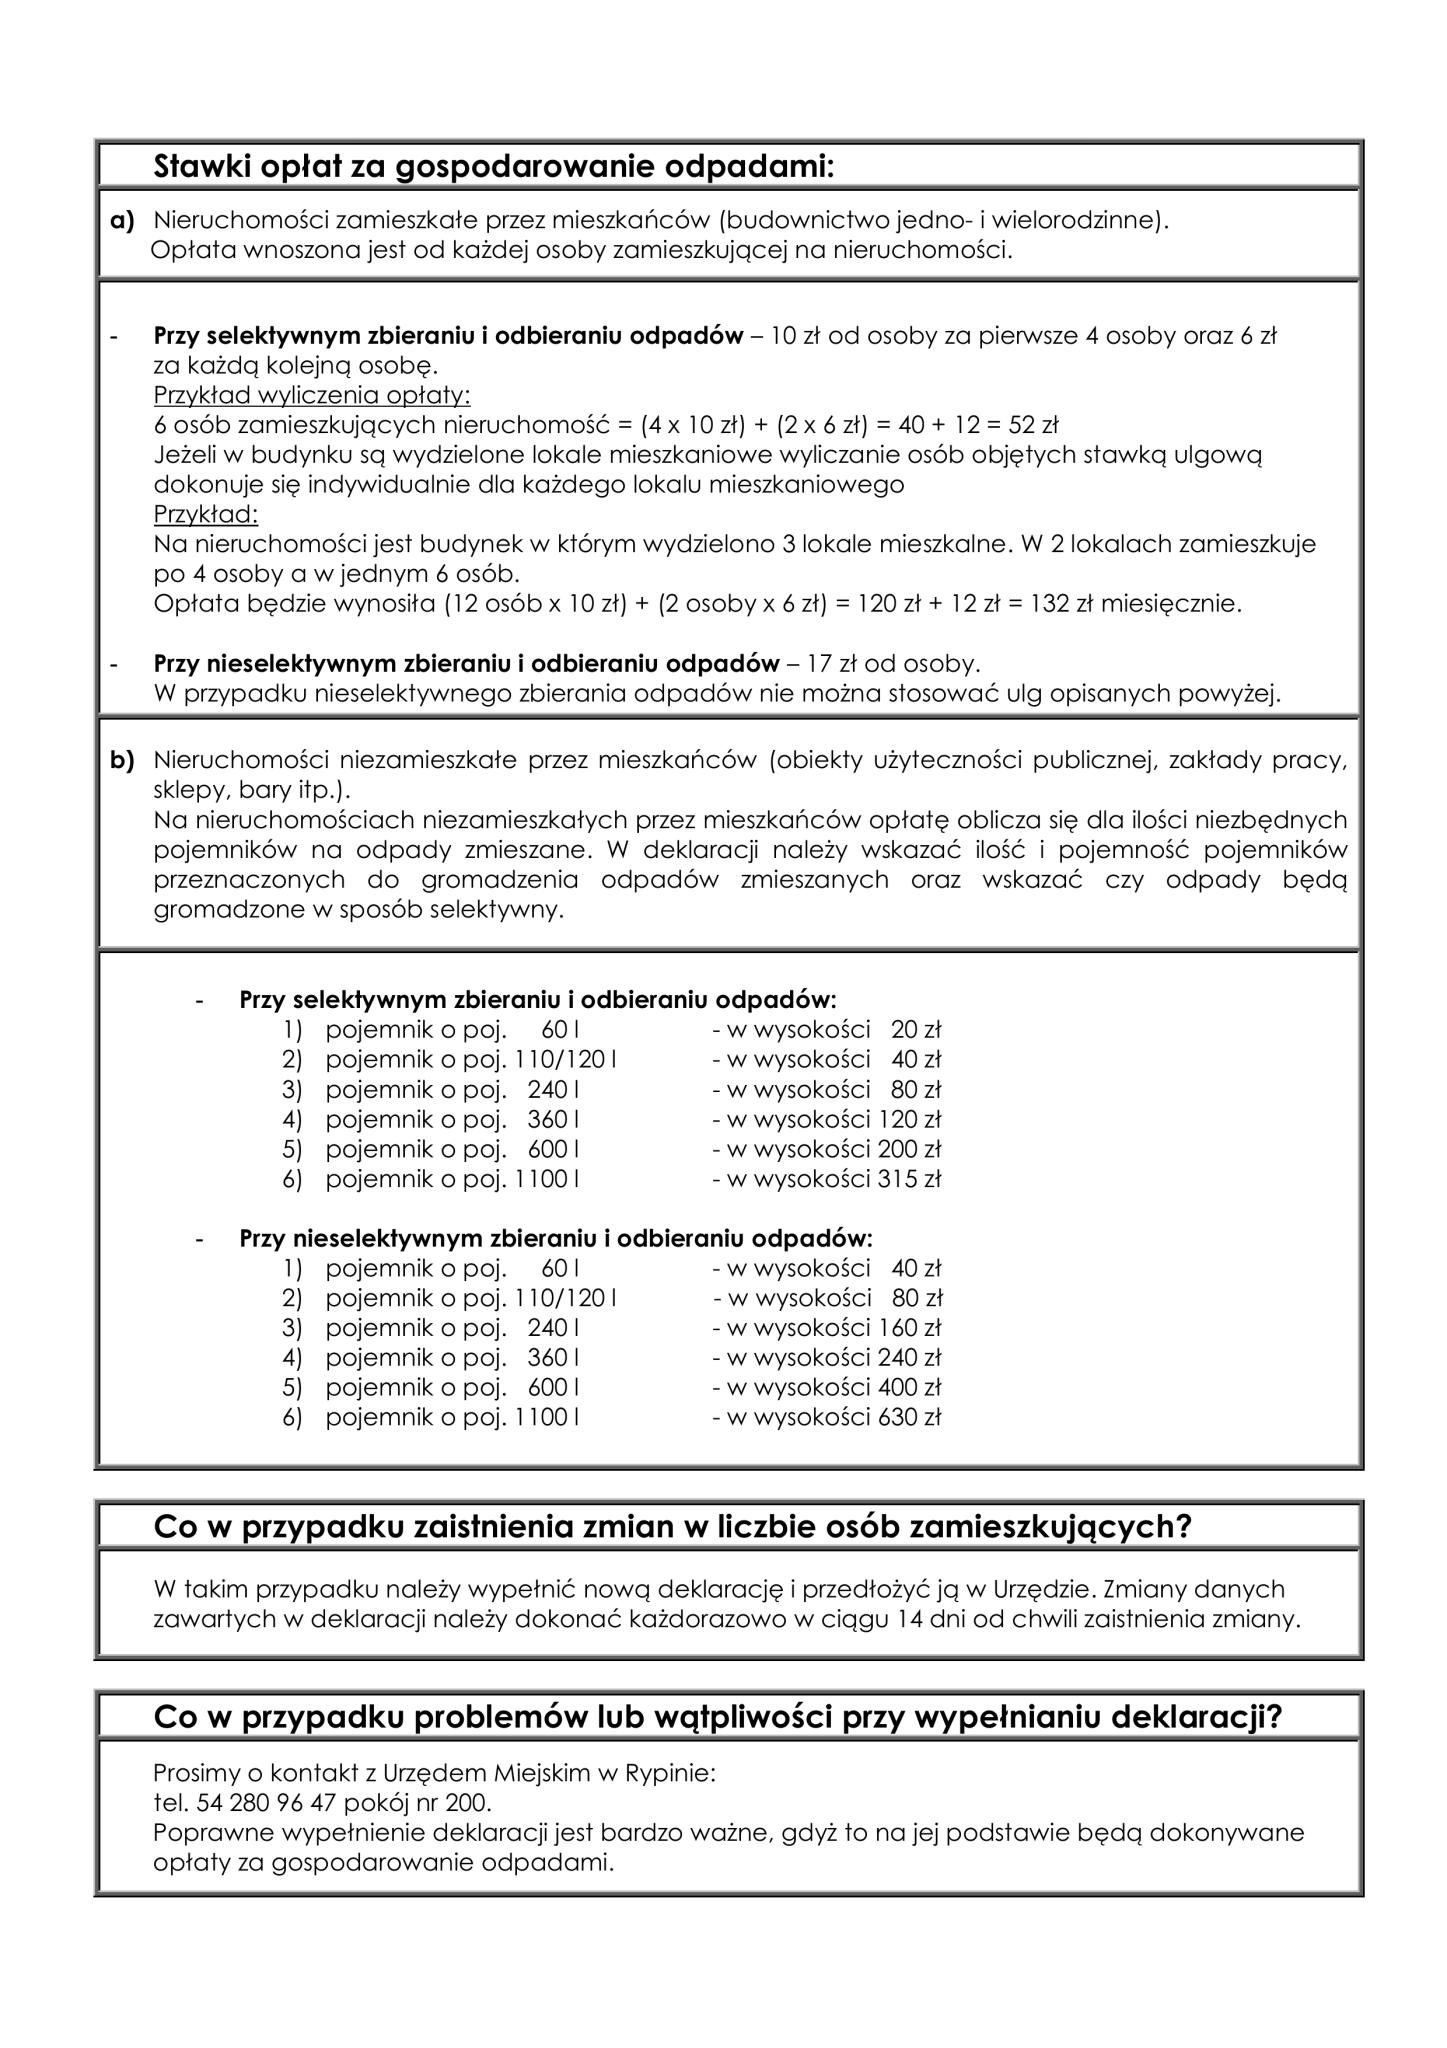 Stawki opłat za gospodarowanie odpadami:
a) Nieruchomości zamieszkałe przez mieszkańców (budownictwo jedno- i wielorodzinne).
Opłata wnoszona jest od każdej osoby zamieszkującej na nieruchomości.
- Przy selektywnym zbieraniu i odbieraniu odpadów – 10 zł od osoby za pierwsze 4 osoby oraz 6 zł
za każdą kolejną osobę.
Przykład wyliczenia opłaty:
6 osób zamieszkujących nieruchomość = (4 x 10 zł) + (2 x 6 zł) = 40 + 12 = 52 zł
Jeżeli w budynku są wydzielone lokale mieszkaniowe wyliczanie osób objętych stawką ulgową
dokonuje się indywidualnie dla każdego lokalu mieszkaniowego
Przykład:
Na nieruchomości jest budynek w którym wydzielono 3 lokale mieszkalne. W 2 lokalach zamieszkuje
po 4 osoby a w jednym 6 osób.
Opłata będzie wynosiła (12 osób x 10 zł) + (2 osoby x 6 zł) = 120 zł + 12 zł = 132 zł miesięcznie.
- Przy nieselektywnym zbieraniu i odbieraniu odpadów – 17 zł od osoby.
W przypadku nieselektywnego zbierania odpadów nie można stosować ulg opisanych powyżej.
b) Nieruchomości niezamieszkałe przez mieszkańców (obiekty użyteczności publicznej, zakłady pracy,
sklepy, bary itp.).
Na nieruchomościach niezamieszkałych przez mieszkańców opłatę oblicza się dla ilości niezbędnych
pojemników na odpady zmieszane. W deklaracji należy wskazać ilość i pojemność pojemników
przeznaczonych do gromadzenia odpadów zmieszanych oraz wskazać czy odpady będą
gromadzone w sposób selektywny.
- Przy selektywnym zbieraniu i odbieraniu odpadów:
1) pojemnik o poj. 60 l - w wysokości 20 zł
2) pojemnik o poj. 110/120 l - w wysokości 40 zł
3) pojemnik o poj. 240 l - w wysokości 80 zł
4) pojemnik o poj. 360 l - w wysokości 120 zł
5) pojemnik o poj. 600 l - w wysokości 200 zł
6) pojemnik o poj. 1100 l - w wysokości 315 zł
- Przy nieselektywnym zbieraniu i odbieraniu odpadów:
1) pojemnik o poj. 60 l - w wysokości 40 zł
2) pojemnik o poj. 110/120 l - w wysokości 80 zł
3) pojemnik o poj. 240 l - w wysokości 160 zł
4) pojemnik o poj. 360 l - w wysokości 240 zł
5) pojemnik o poj. 600 l - w wysokości 400 zł
6) pojemnik o poj. 1100 l - w wysokości 630 zł
Co w przypadku zaistnienia zmian w liczbie osób zamieszkujących?
W takim przypadku należy wypełnić nową deklarację i przedłożyć ją w Urzędzie. Zmiany danych
zawartych w deklaracji należy dokonać każdorazowo w ciągu 14 dni od chwili zaistnienia zmiany.
Co w przypadku problemów lub wątpliwości przy wypełnianiu deklaracji?
Prosimy o kontakt z Urzędem Miejskim w Rypinie:
tel. 54 280 96 47 pokój nr 200.
Poprawne wypełnienie deklaracji jest bardzo ważne, gdyż to na jej podstawie będą dokonywane
opłaty za gospodarowanie odpadami.